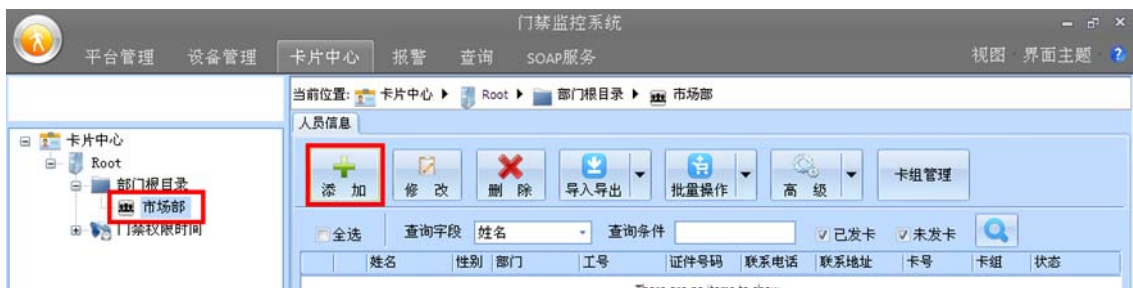 门禁监控系统
平台管理 设备管理 卡片中心 报警 查询 SOAP服务 视图 界面主题
当前位置: 卡片中心 Root 部门根目录 市场部
人员信息
卡片中心
Root
部门根目录
市场部
门禁权限时间
添 加 修 改 删 除 导入导出 批量操作 高 级 卡组管理
全选 查询字段 姓名 查询条件 已发卡 未发卡
姓名 性别 部门 工号 证件号码 联系电话 联系地址 卡号 卡组 状态
There are no items to show